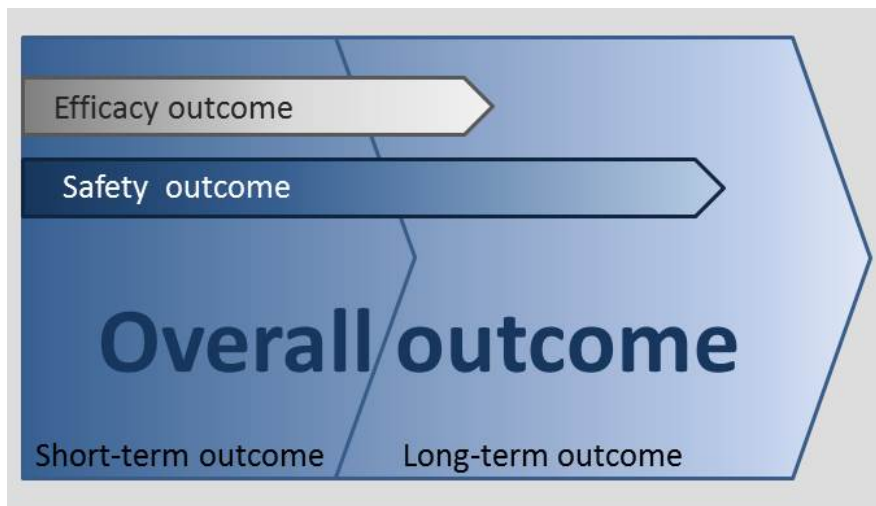 Efficacy outcome
Safety outcome
Overall outcome
Short-term outcome
Long-term outcome